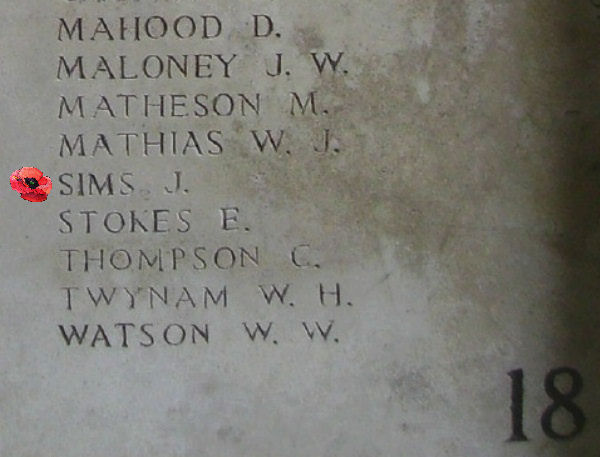 MAHOOD D.
MALONEY J. W.
MATHESON M.
MATHIAS W. J.
SIMS J.
STOKES E.
THOMPSON C.
TWYNAM W. H.
WATSON W. W.
18